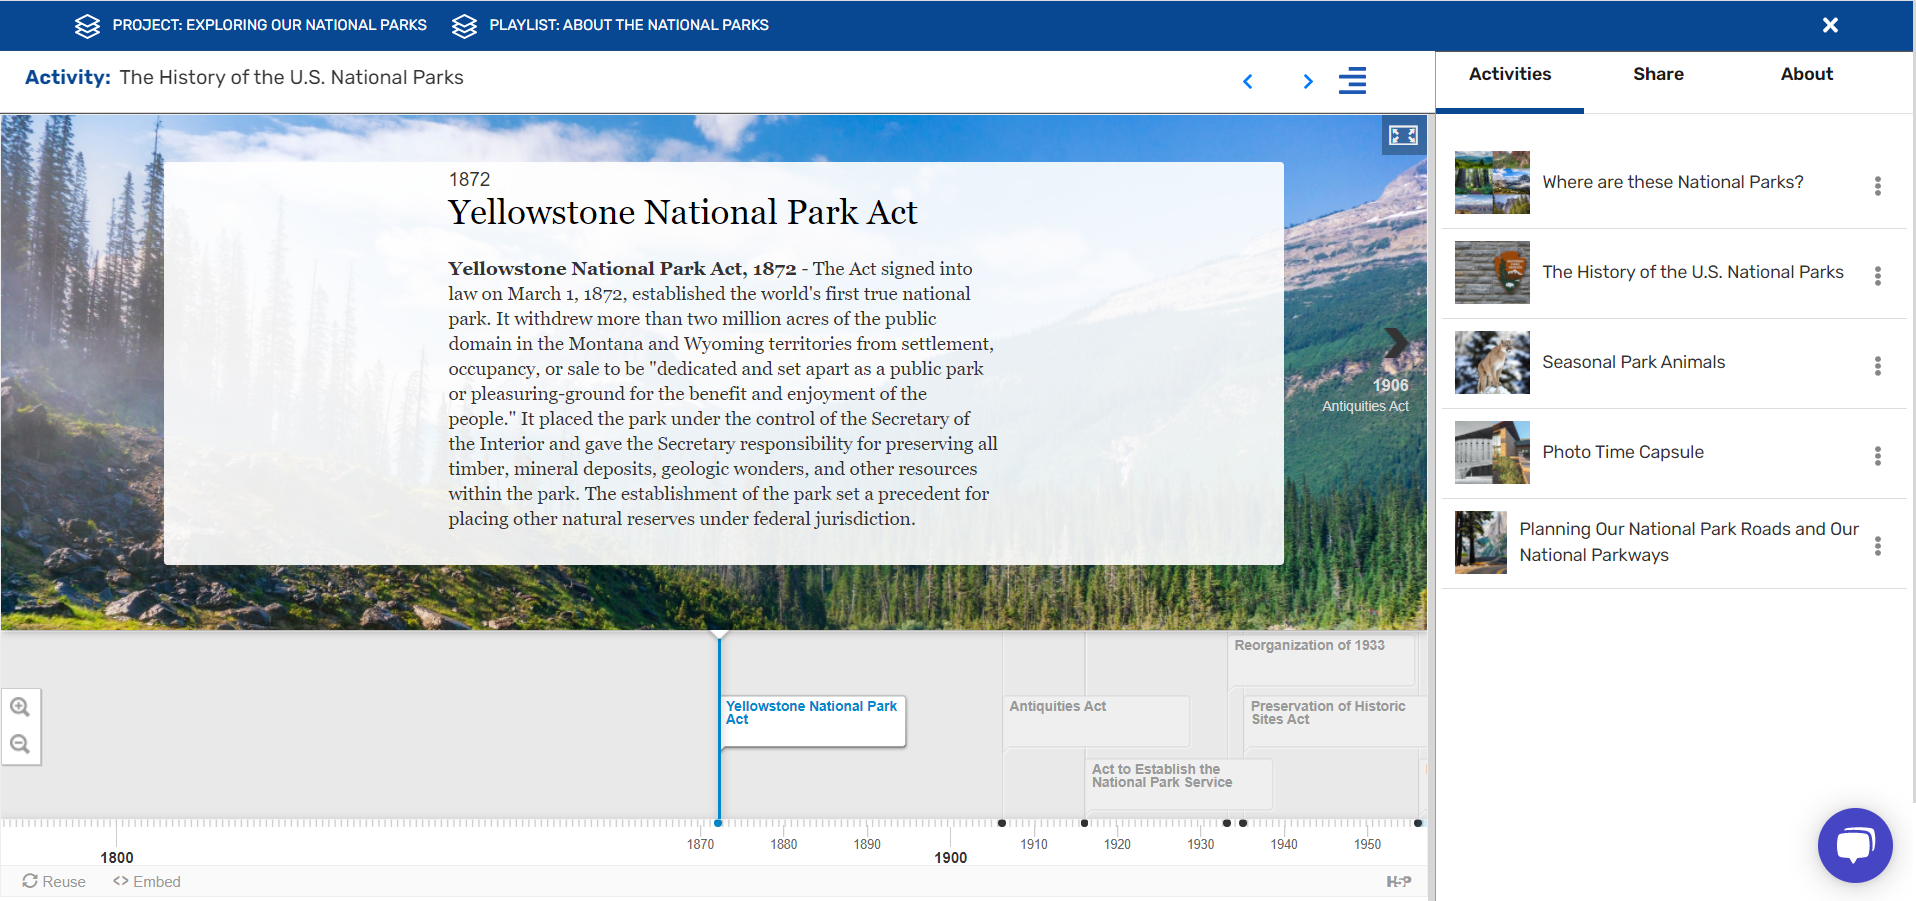 PROJECT: EXPLORING OUR NATIONAL PARKS
PLAYLIST: ABOUT THE NATIONAL PARKS
Activity: The History of the U.S. National Parks
Activities
Share
About
1872
Yellowstone National Park Act
Yellowstone National Park Act, 1872 - The Act signed into
law on March 1, 1872, established the world's first true national
park. It withdrew more than two million acres of the public
domain in the Montana and Wyoming territories from settlement,
occupancy, or sale to be "dedicated and set apart as a public park
or pleasuring-ground for the benefit and enjoyment of the
people." It placed the park under the control of the Secretary of
the Interior and gave the Secretary responsibility for preserving all
timber, mineral deposits, geologic wonders, and other resources
within the park. The establishment of the park set a precedent for
placing other natural reserves under federal jurisdiction.
1906
Antiquities Act
Where are these National Parks?
The History of the U.S. National Parks
Seasonal Park Animals
Photo Time Capsule
Planning Our National Park Roads and Our
National Parkways
Reorganization of 1933
Yellowstone National Park
Act
Antiquities Act
Preservation of Historic
Sites Act
Act to Establish the
National Park Service
1800
1870
1880
1890
1900
1910
1920
1930
1940
1950
Reuse
<> Embed
H5P